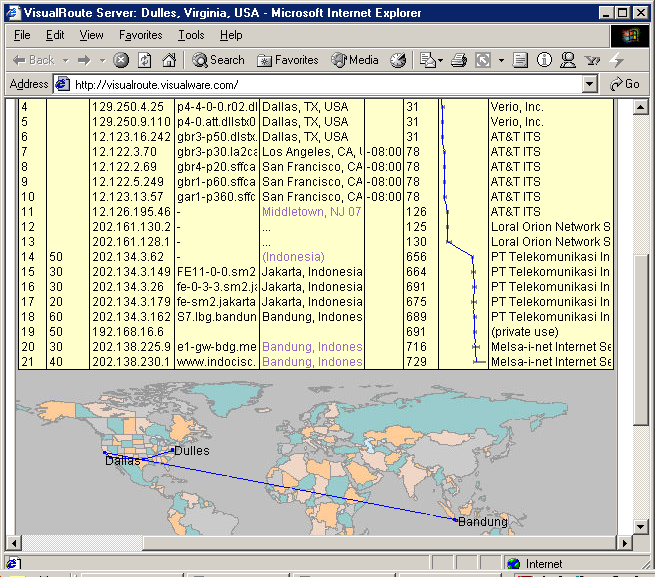 VisualRoute Server: Dulles, Virginia, USA - Microsoft Internet Explorer
File Edit View Favorites Tools Help
Back Search Favorites Media
Address http://visualroute.visualware.com/ Go
4 129.250.4.25 p4-4-0-0.r02.dl Dallas, TX, USA 31 Verio, Inc.
5 129.250.9.110 p4-0.att.dllstx0 Dallas, TX, USA 31 Verio, Inc.
6 12.123.16.242 gbr3-p50.dlstx Dallas, TX, USA 31 AT&T ITS
7 12.122.3.70 gbr3-p30.la2ca Los Angeles, CA, U -08:00 78 AT&T ITS
8 12.122.2.69 gbr4-p20.sffca San Francisco, CA -08:00 78 AT&T ITS
9 12.122.5.249 gbr1-p60.sffca San Francisco, CA -08:00 78 AT&T ITS
10 12.123.13.57 gar1-p360.sffc San Francisco, CA -08:00 78 AT&T ITS
11 12.126.195.46 - Middletown, NJ 07 126 AT&T ITS
12 202.161.130.2 - ... 125 Loral Orion Network S
13 202.161.128.1 - ... 130 Loral Orion Network S
14 50 202.134.3.62 - (Indonesia) 656 PT Telekomunikasi In
15 30 202.134.3.149 FE11-0-0.sm2 Jakarta, Indonesia 664 PT Telekomunikasi In
16 30 202.134.3.26 fe-0-3-3.sm2.ja Jakarta, Indonesia 691 PT Telekomunikasi In
17 20 202.134.3.179 fe-sm2.jakarta Jakarta, Indonesia 675 PT Telekomunikasi In
18 60 202.134.3.162 S7.lbg.bandun Bandung, Indones 689 PT Telekomunikasi In
19 50 192.168.16.6 691 (private use)
20 30 202.138.225.9 e1-gw-bdg.me Bandung, Indones 716 Melsa-i-net Internet Se
21 40 202.138.230.1 www.indocisc. Bandung, Indones 729 Melsa-i-net Internet Se
Dulles
Dallas
Bandung
Internet